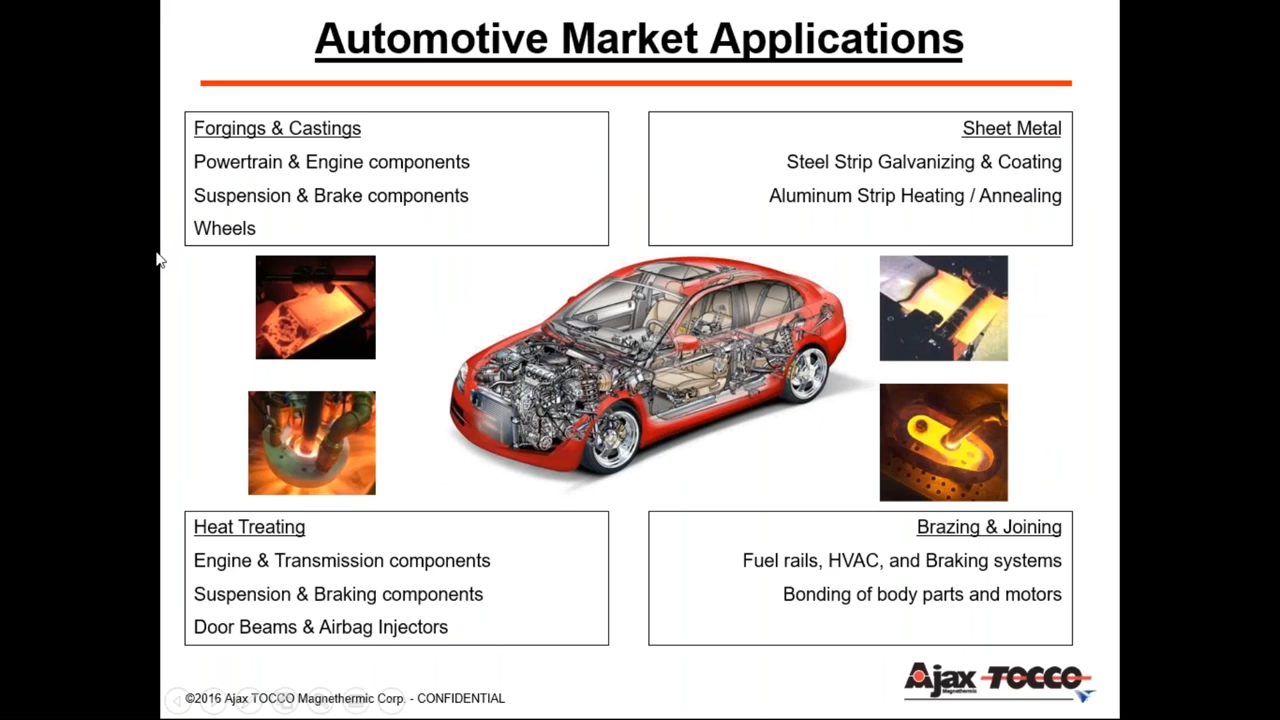 Automotive Market Applications
Forgings & Castings
Powertrain & Engine components
Suspension & Brake components
Wheels
Sheet Metal
Steel Strip Galvanizing & Coating
Aluminum Strip Heating / Annealing
Heat Treating
Engine & Transmission components
Suspension & Braking components
Door Beams & Airbag Injectors
Brazing & Joining
Fuel rails, HVAC, and Braking systems
Bonding of body parts and motors
©2016 Ajax TOCCO Magnethermic Corp. - CONFIDENTIAL
Ajax TOCCO
Magnethermic